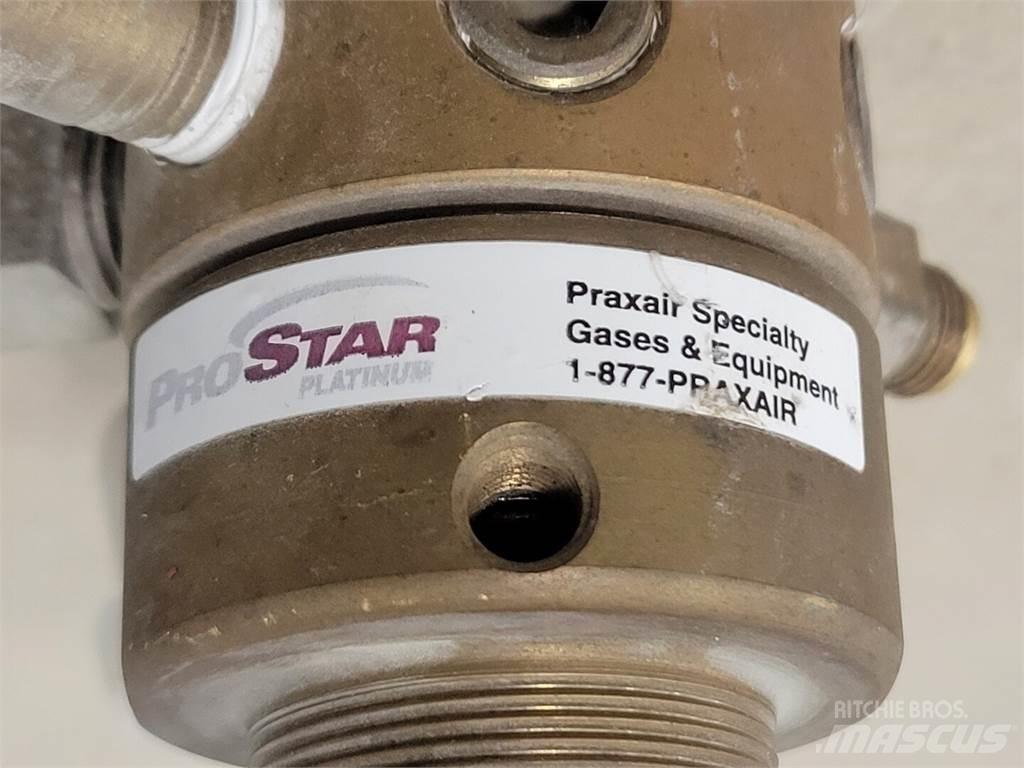 PROSTAR
PLATINUM
Praxair Specialty
Gases & Equipment
1-877-PRAXAIR
RITCHIE BROS.
MASCUS